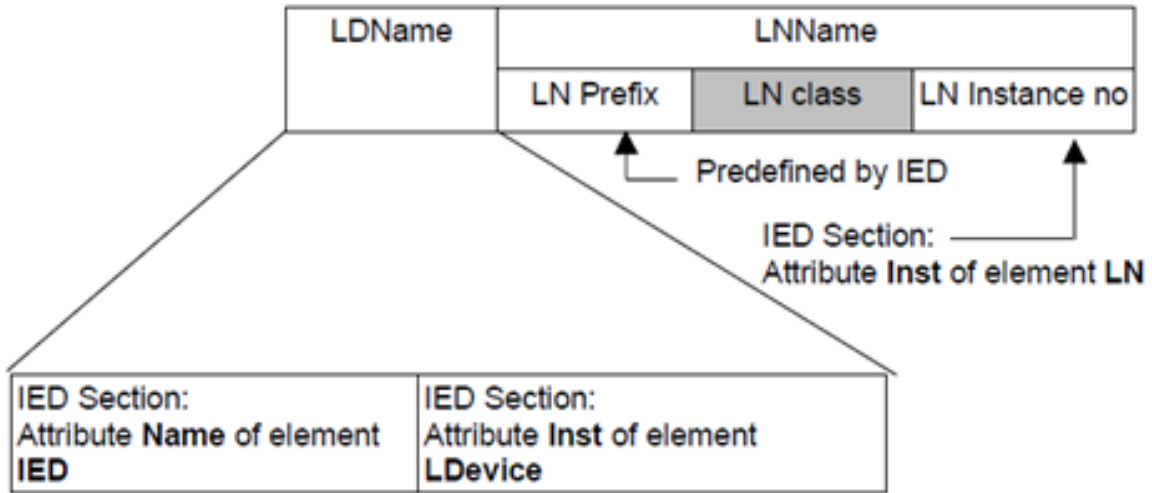 LDName
LNName
LN Prefix
LN class
LN Instance no
Predefined by IED
IED Section:
Attribute Inst of element LN
IED Section:
Attribute Name of element
IED
IED Section:
Attribute Inst of element
LDevice